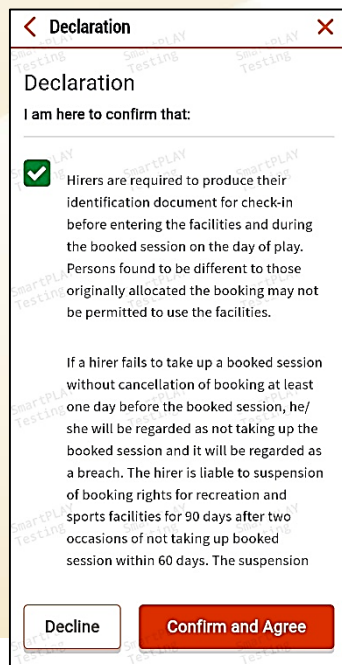 Declaration
Declaration
I am here to confirm that:
Hirers are required to produce their
identification document for check-in
before entering the facilities and during
the booked session on the day of play.
Persons found to be different to those
originally allocated the booking may not
be permitted to use the facilities.
If a hirer fails to take up a booked session
without cancellation of booking at least
one day before the booked session, he/
she will be regarded as not taking up the
booked session and it will be regarded as
a breach. The hirer is liable to suspension
of booking rights for recreation and
sports facilities for 90 days after two
occasions of not taking up booked
session within 60 days. The suspension
Decline
Confirm and Agree
SmartPLAY
Testing